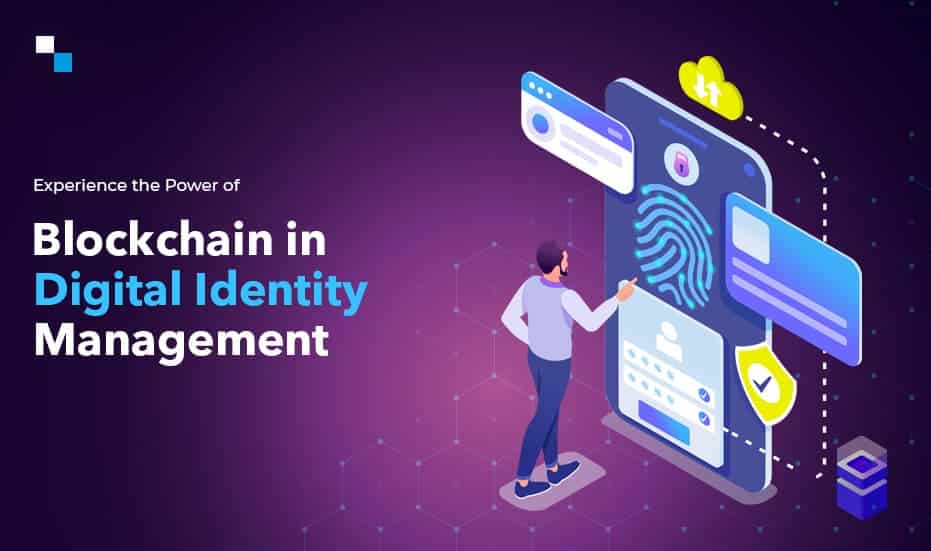 Experience the Power of
Blockchain in
Digital Identity
Management